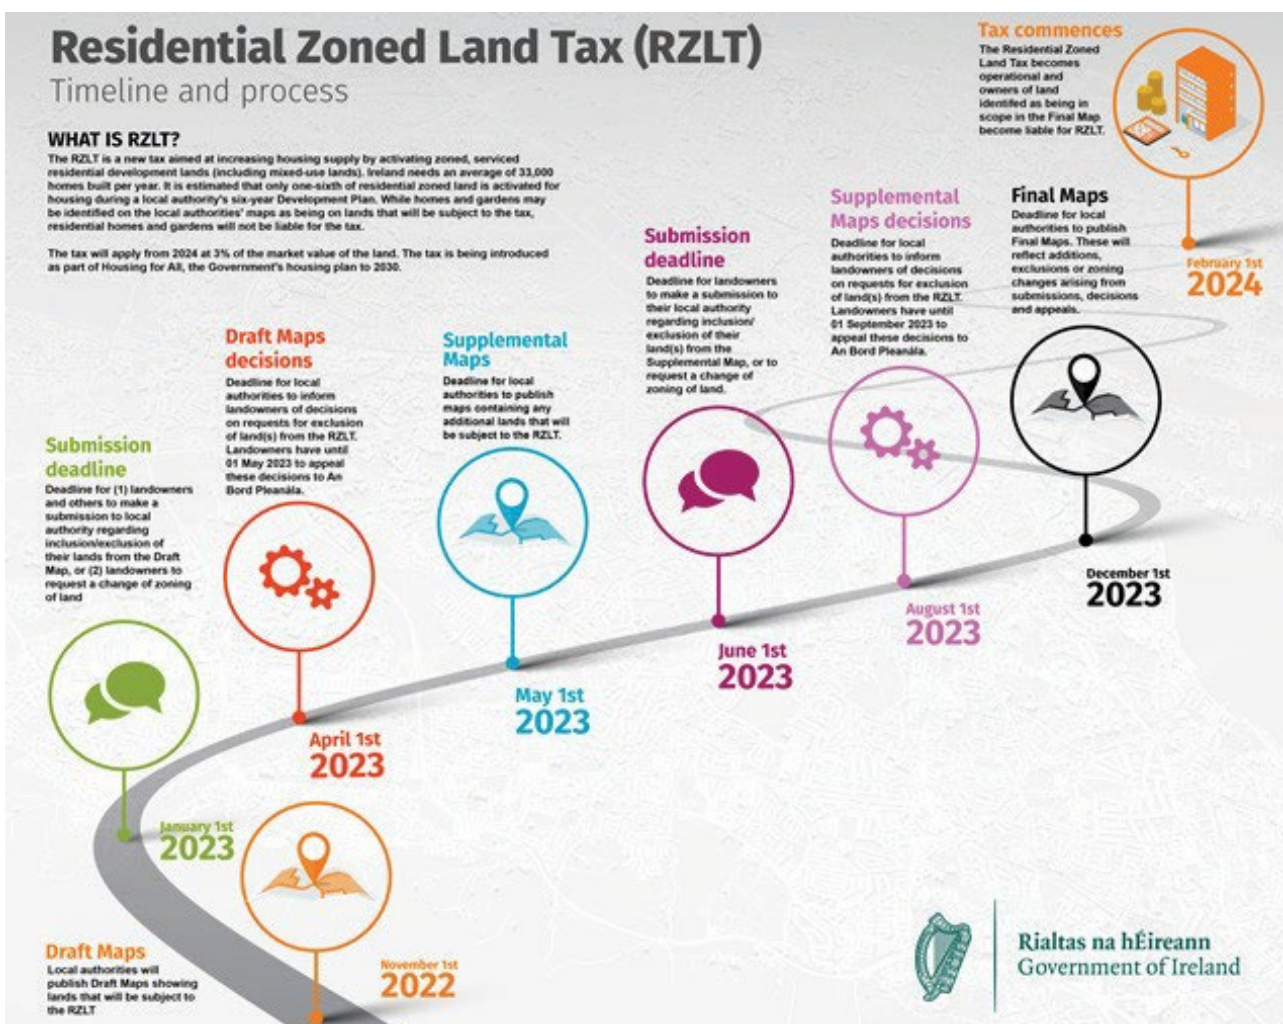 Residential Zoned Land Tax (RZLT)
Timeline and process
WHAT IS RZLT?
The RZLT is a new tax aimed at increasing housing supply by activating zoned, serviced
residential development lands (including mixed-use lands). Ireland needs an average of 33,000
homes built per year. It is estimated that only one-sixth of residential zoned land is activated for
housing during a local authority's six-year Development Plan. While homes and gardens may
be identified on the local authorities' maps as being on lands that will be subject to the tax,
residential homes and gardens will not be liable for the tax.
The tax will apply from 2024 at 3% of the market value of the land. The tax is being introduced
as part of Housing for All, the Government's housing plan to 2030.
Draft Maps
Local authorities will
publish Draft Maps showing
lands that will be subject to
the RZLT
November 1st
2022
Submission
deadline
Deadline for (1) landowners
and others to make a
submission to local
authority regarding
inclusion/exclusion of
their lands from the Draft
Map, or (2) landowners to
request a change of zoning
of land
January 1st
2023
Draft Maps
decisions
Deadline for local
authorities to inform
landowners of decisions
on requests for exclusion
of land(s) from the RZLT.
Landowners have until
01 May 2023 to appeal
these decisions to An
Bord Pleanála.
April 1st
2023
Supplemental
Maps
Deadline for local
authorities to publish
maps containing any
additional lands that will
be subject to the RZLT.
May 1st
2023
Submission
deadline
Deadline for landowners
to make a submission to
their local authority
regarding inclusion/
exclusion of their
land(s) from the
Supplemental Map, or to
request a change of
zoning of land.
June 1st
2023
Supplemental
Maps decisions
Deadline for local
authorities to inform
landowners of decisions
on requests for exclusion
of land(s) from the RZLT.
Landowners have until
01 September 2023 to
appeal these decisions to
An Bord Pleanála.
August 1st
2023
Final Maps
Deadline for local
authorities to publish
Final Maps. These will
reflect additions,
exclusions or zoning
changes arising from
submissions, decisions
and appeals.
December 1st
2023
Tax commences
The Residential Zoned
Land Tax becomes
operational and
owners of land
identifed as being in
scope in the Final Map
become liable for RZLT.
February 1st
2024
Rialtas na hÉireann
Government of Ireland